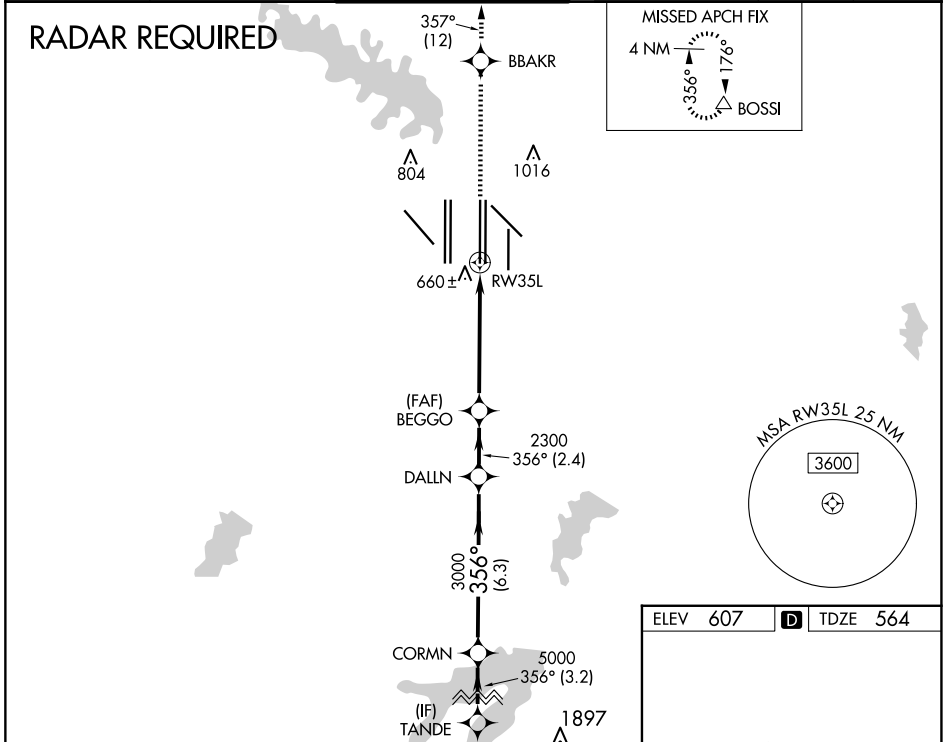 RADAR REQUIRED
357°
(12)
BBAKR
MISSED APCH FIX
4 NM
356°
176°
BOSSI
804
1016
660 ±
RW35L
(FAF)
BEGGO
2300
356° (2.4)
DALLN
3000
356°
(6.3)
MSA RW35L 25 NM
3600
CORMN
5000
356° (3.2)
(IF)
TANDE
1897
ELEV 607 D TDZE 564